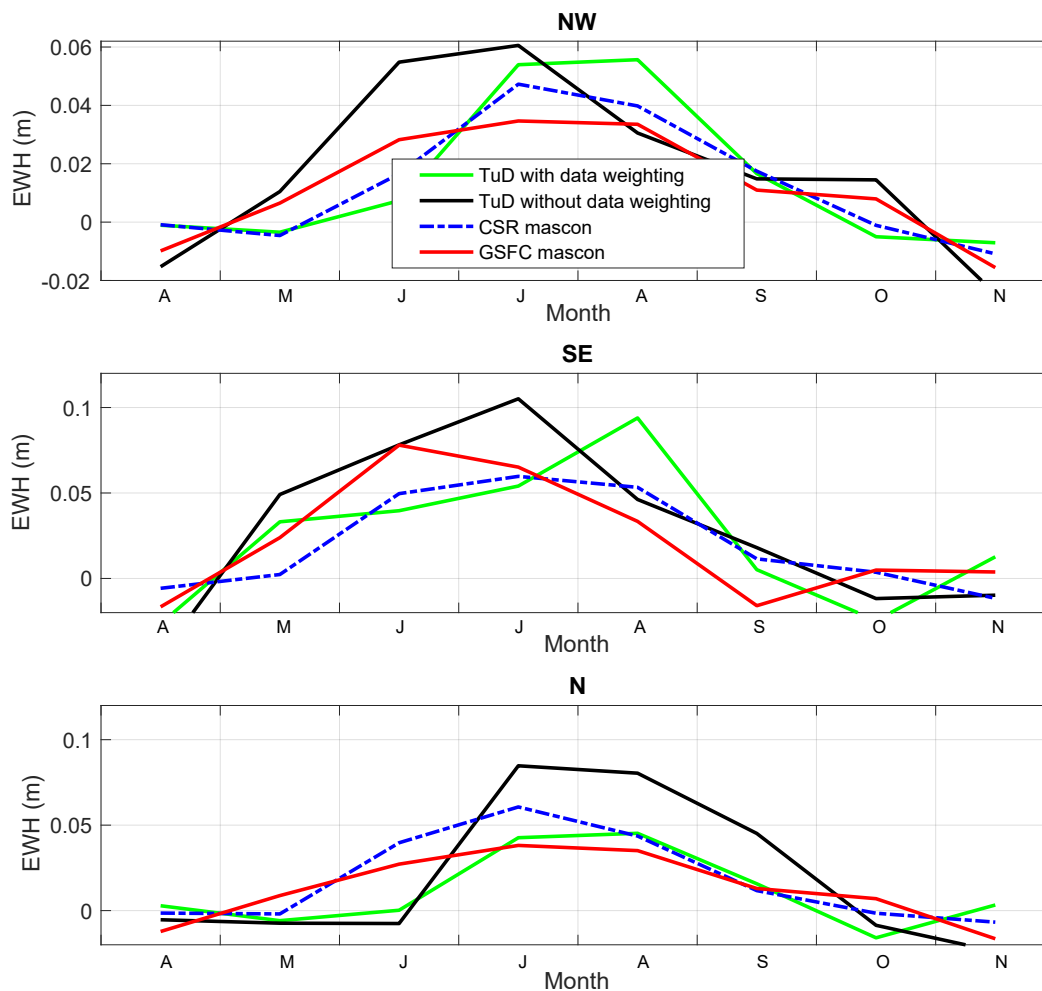 NW
0.06
0.04
0.02
0
-0.02
EWH (m)
TuD with data weighting
TuD without data weighting
CSR mascon
GSFC mascon
A M J J A S O N
Month
SE
0.1
0.05
0
EWH (m)
A M J J A S O N
Month
N
0.1
0.05
0
EWH (m)
A M J J A S O N
Month